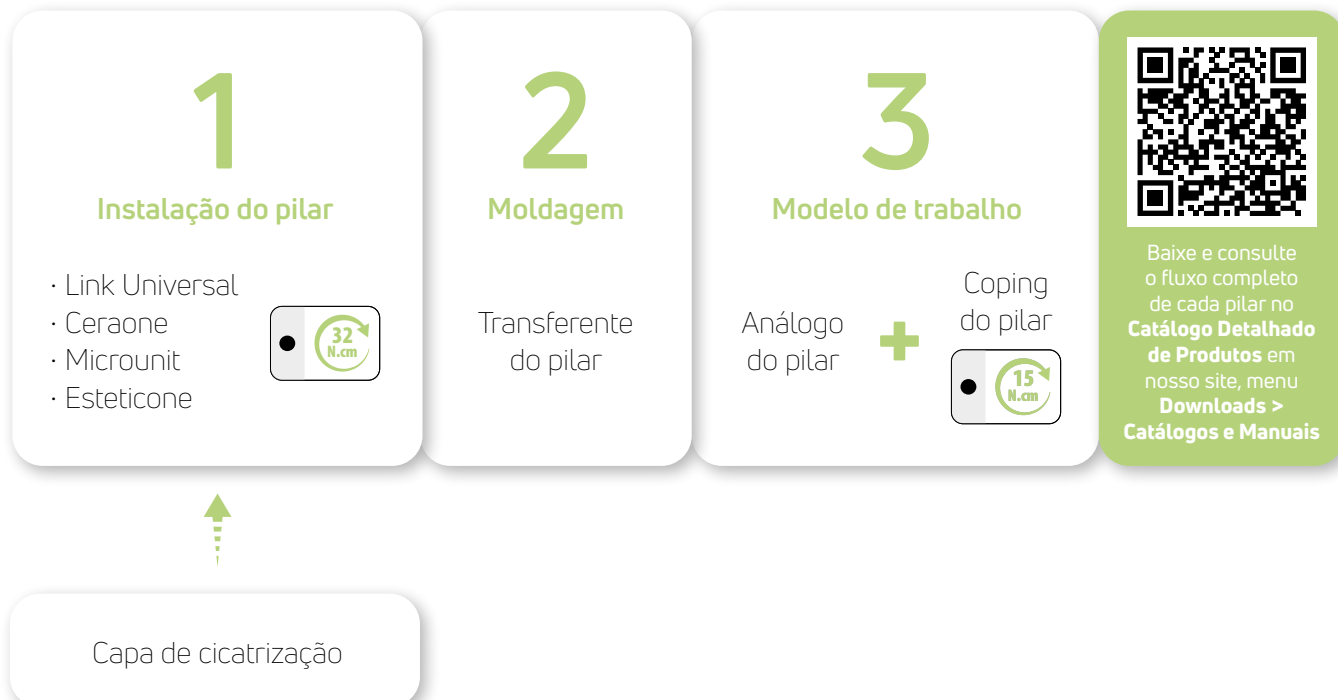 1
Instalação do pilar
· Link Universal
· Ceraone
· Microunit
· Esteticone
32
N.cm
2
Moldagem
Transferente
do pilar
3
Modelo de trabalho
Análogo
do pilar
+
Coping
do pilar
15
N.cm
Baixe e consulte
o fluxo completo
de cada pilar no
Catálogo Detalhado
de Produtos em
nosso site, menu
Downloads >
Catálogos e Manuais
Capa de cicatrização